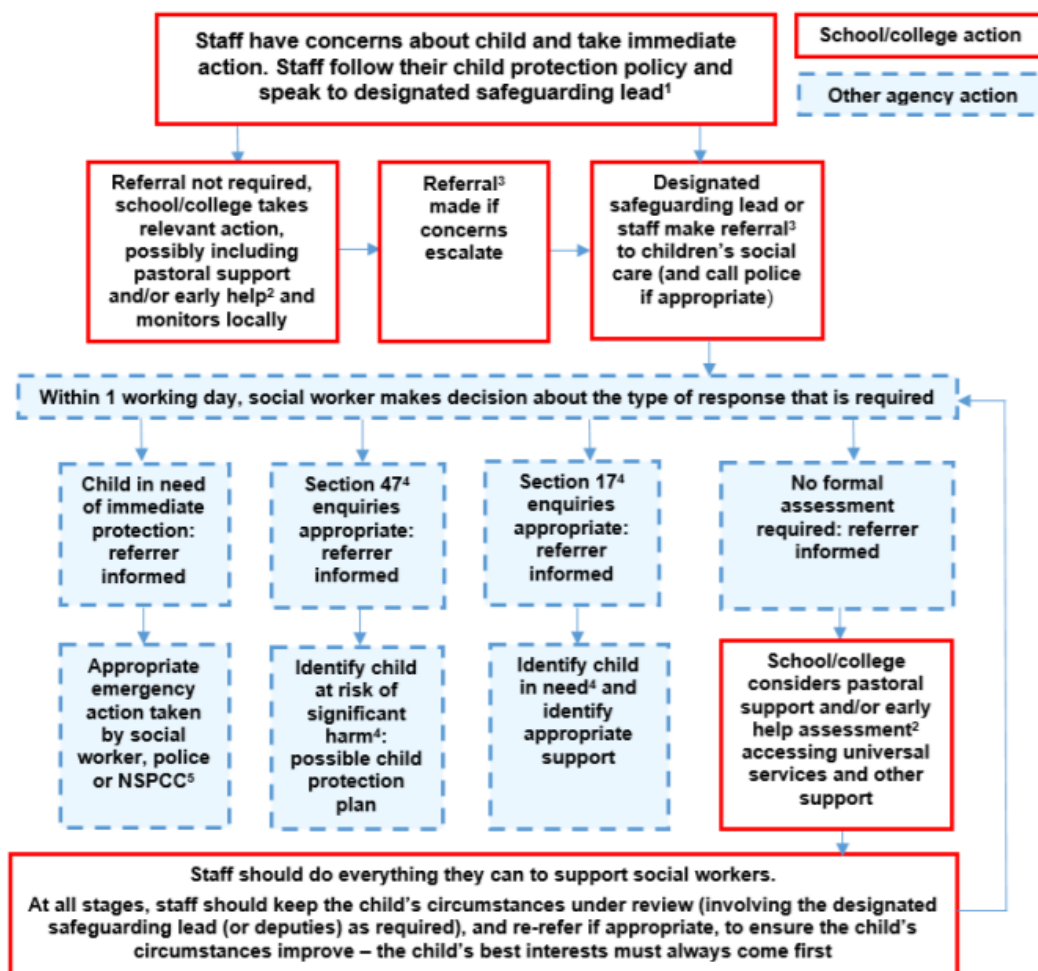 Staff have concerns about child and take immediate
action. Staff follow their child protection policy and
speak to designated safeguarding lead¹
School/college action
Other agency action
Referral not required,
school/college takes
relevant action,
possibly including
pastoral support
and/or early help² and
monitors locally
Referral³
made if
concerns
escalate
Designated
safeguarding lead or
staff make referral³
to children's social
care (and call police
if appropriate)
Within 1 working day, social worker makes decision about the type of response that is required
Child in need
of immediate
protection:
referrer
informed
Section 47⁴
enquiries
appropriate:
referrer
informed
Section 17⁴
enquiries
appropriate:
referrer
informed
No formal
assessment
required: referrer
informed
Appropriate
emergency
action taken
by social
worker, police
or NSPCC⁵
Identify child
at risk of
significant
harm⁴:
possible child
protection
plan
Identify child
in need⁴ and
identify
appropriate
support
School/college
considers pastoral
support and/or early
help assessment²
accessing universal
services and other
support
Staff should do everything they can to support social workers.
At all stages, staff should keep the child's circumstances under review (involving the designated
safeguarding lead (or deputies) as required), and re-refer if appropriate, to ensure the child's
circumstances improve – the child's best interests must always come first